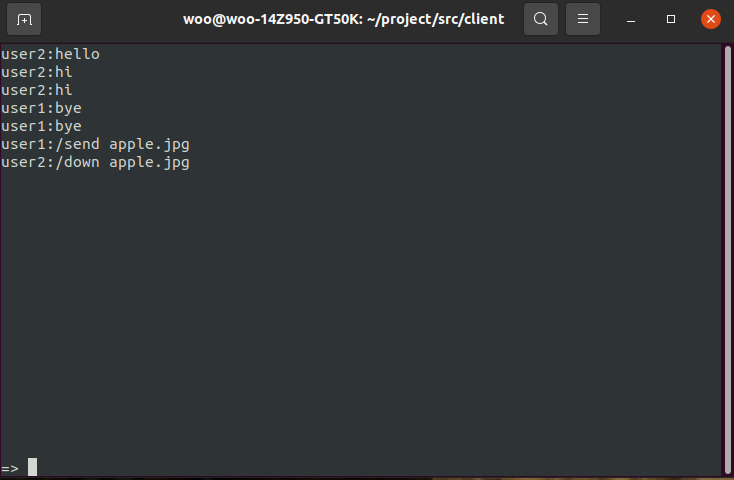 woo@woo-14Z950-GT50K: ~/project/src/client
user2:hello
user2:hi
user2:hi
user1:bye
user1:bye
user1:/send apple.jpg
user2:/down apple.jpg
=>